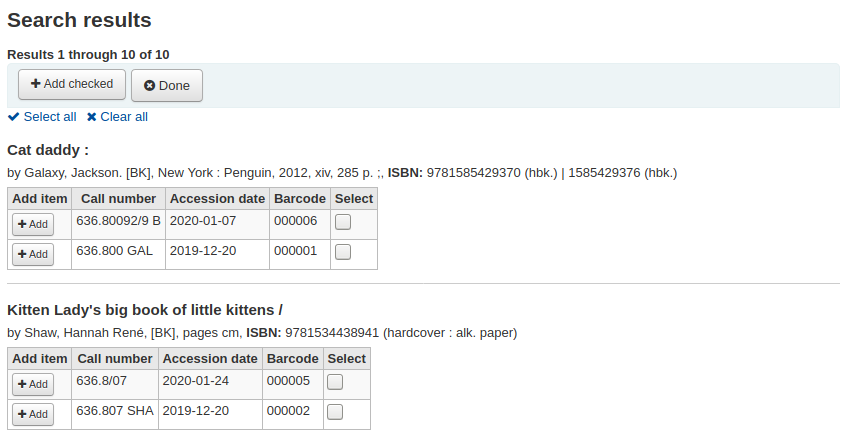 Search results
Results 1 through 10 of 10
Add checked Done
Select all Clear all
Cat daddy :
by Galaxy, Jackson. [BK], New York : Penguin, 2012, xiv, 285 p. ;, ISBN: 9781585429370 (hbk.) | 1585429376 (hbk.)
Add item Call number Accession date Barcode Select
Add 636.80092/9 B 2020-01-07 000006
Add 636.800 GAL 2019-12-20 000001
Kitten Lady's big book of little kittens /
by Shaw, Hannah René, [BK], pages cm, ISBN: 9781534438941 (hardcover : alk. paper)
Add item Call number Accession date Barcode Select
Add 636.8/07 2020-01-24 000005
Add 636.807 SHA 2019-12-20 000002